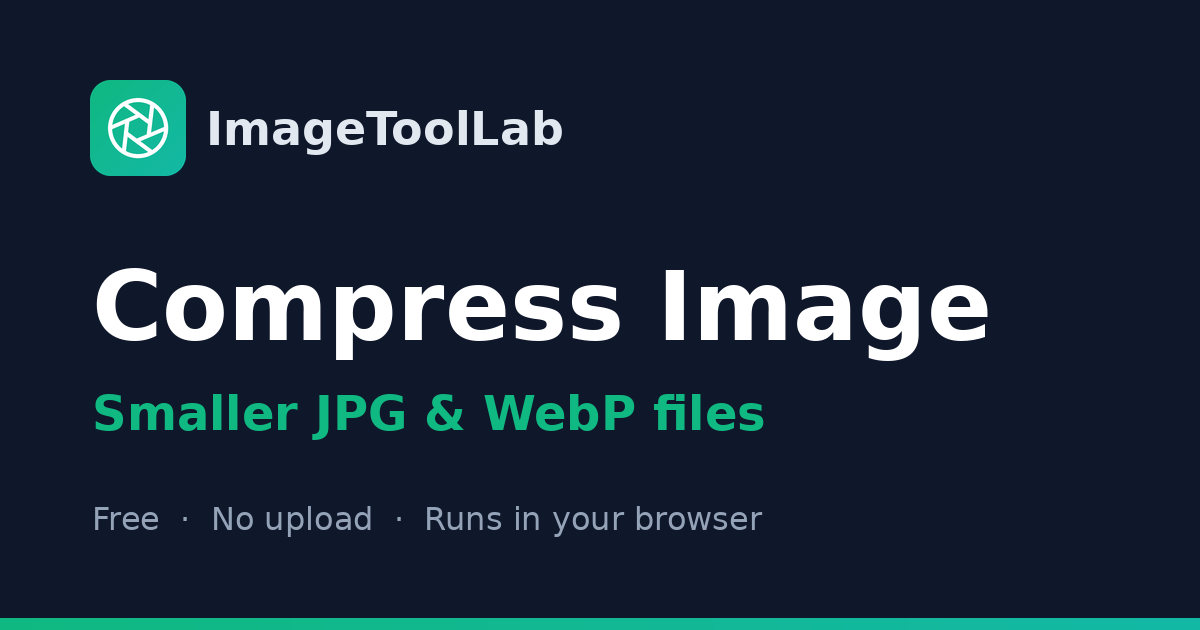 ImageToolLab
Compress Image
Smaller JPG & WebP files
Free · No upload · Runs in your browser